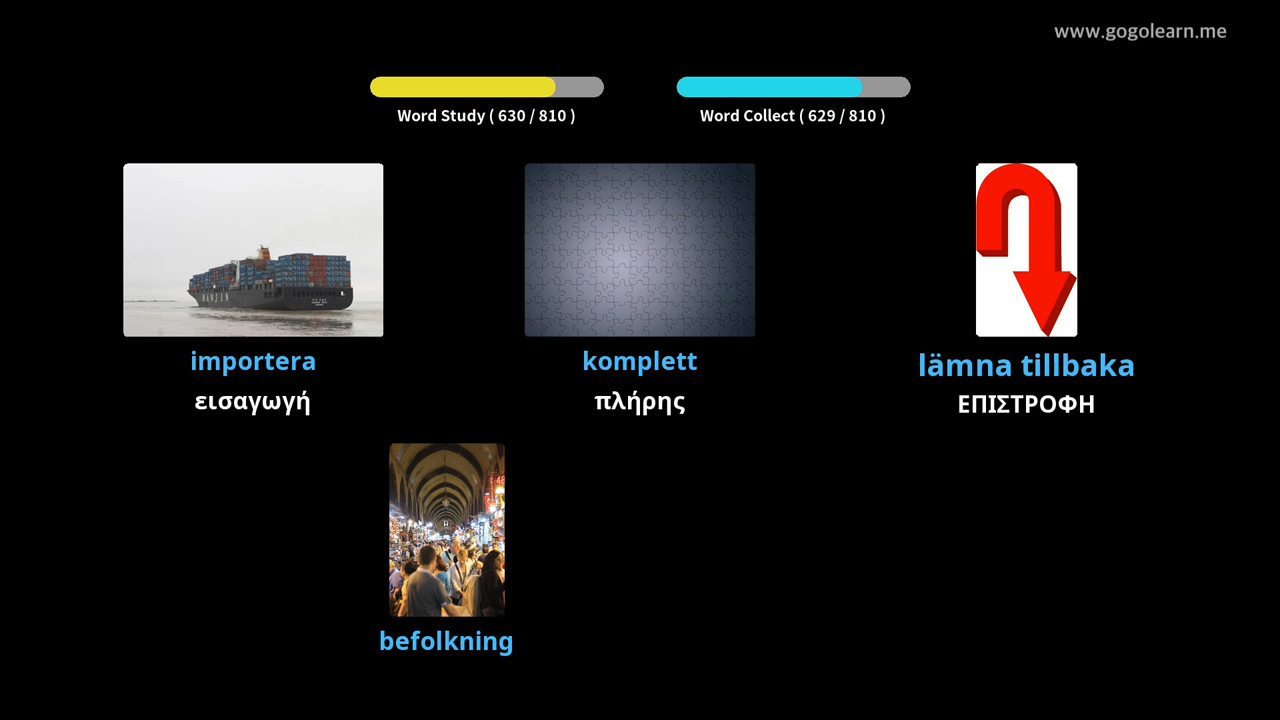 www.gogolearn.me
Word Study ( 630 / 810 )
Word Collect ( 629 / 810 )
HANJIN
importera
εισαγωγή
komplett
πλήρης
lämna tillbaka
ΕΠΙΣΤΡΟΦΗ
befolkning